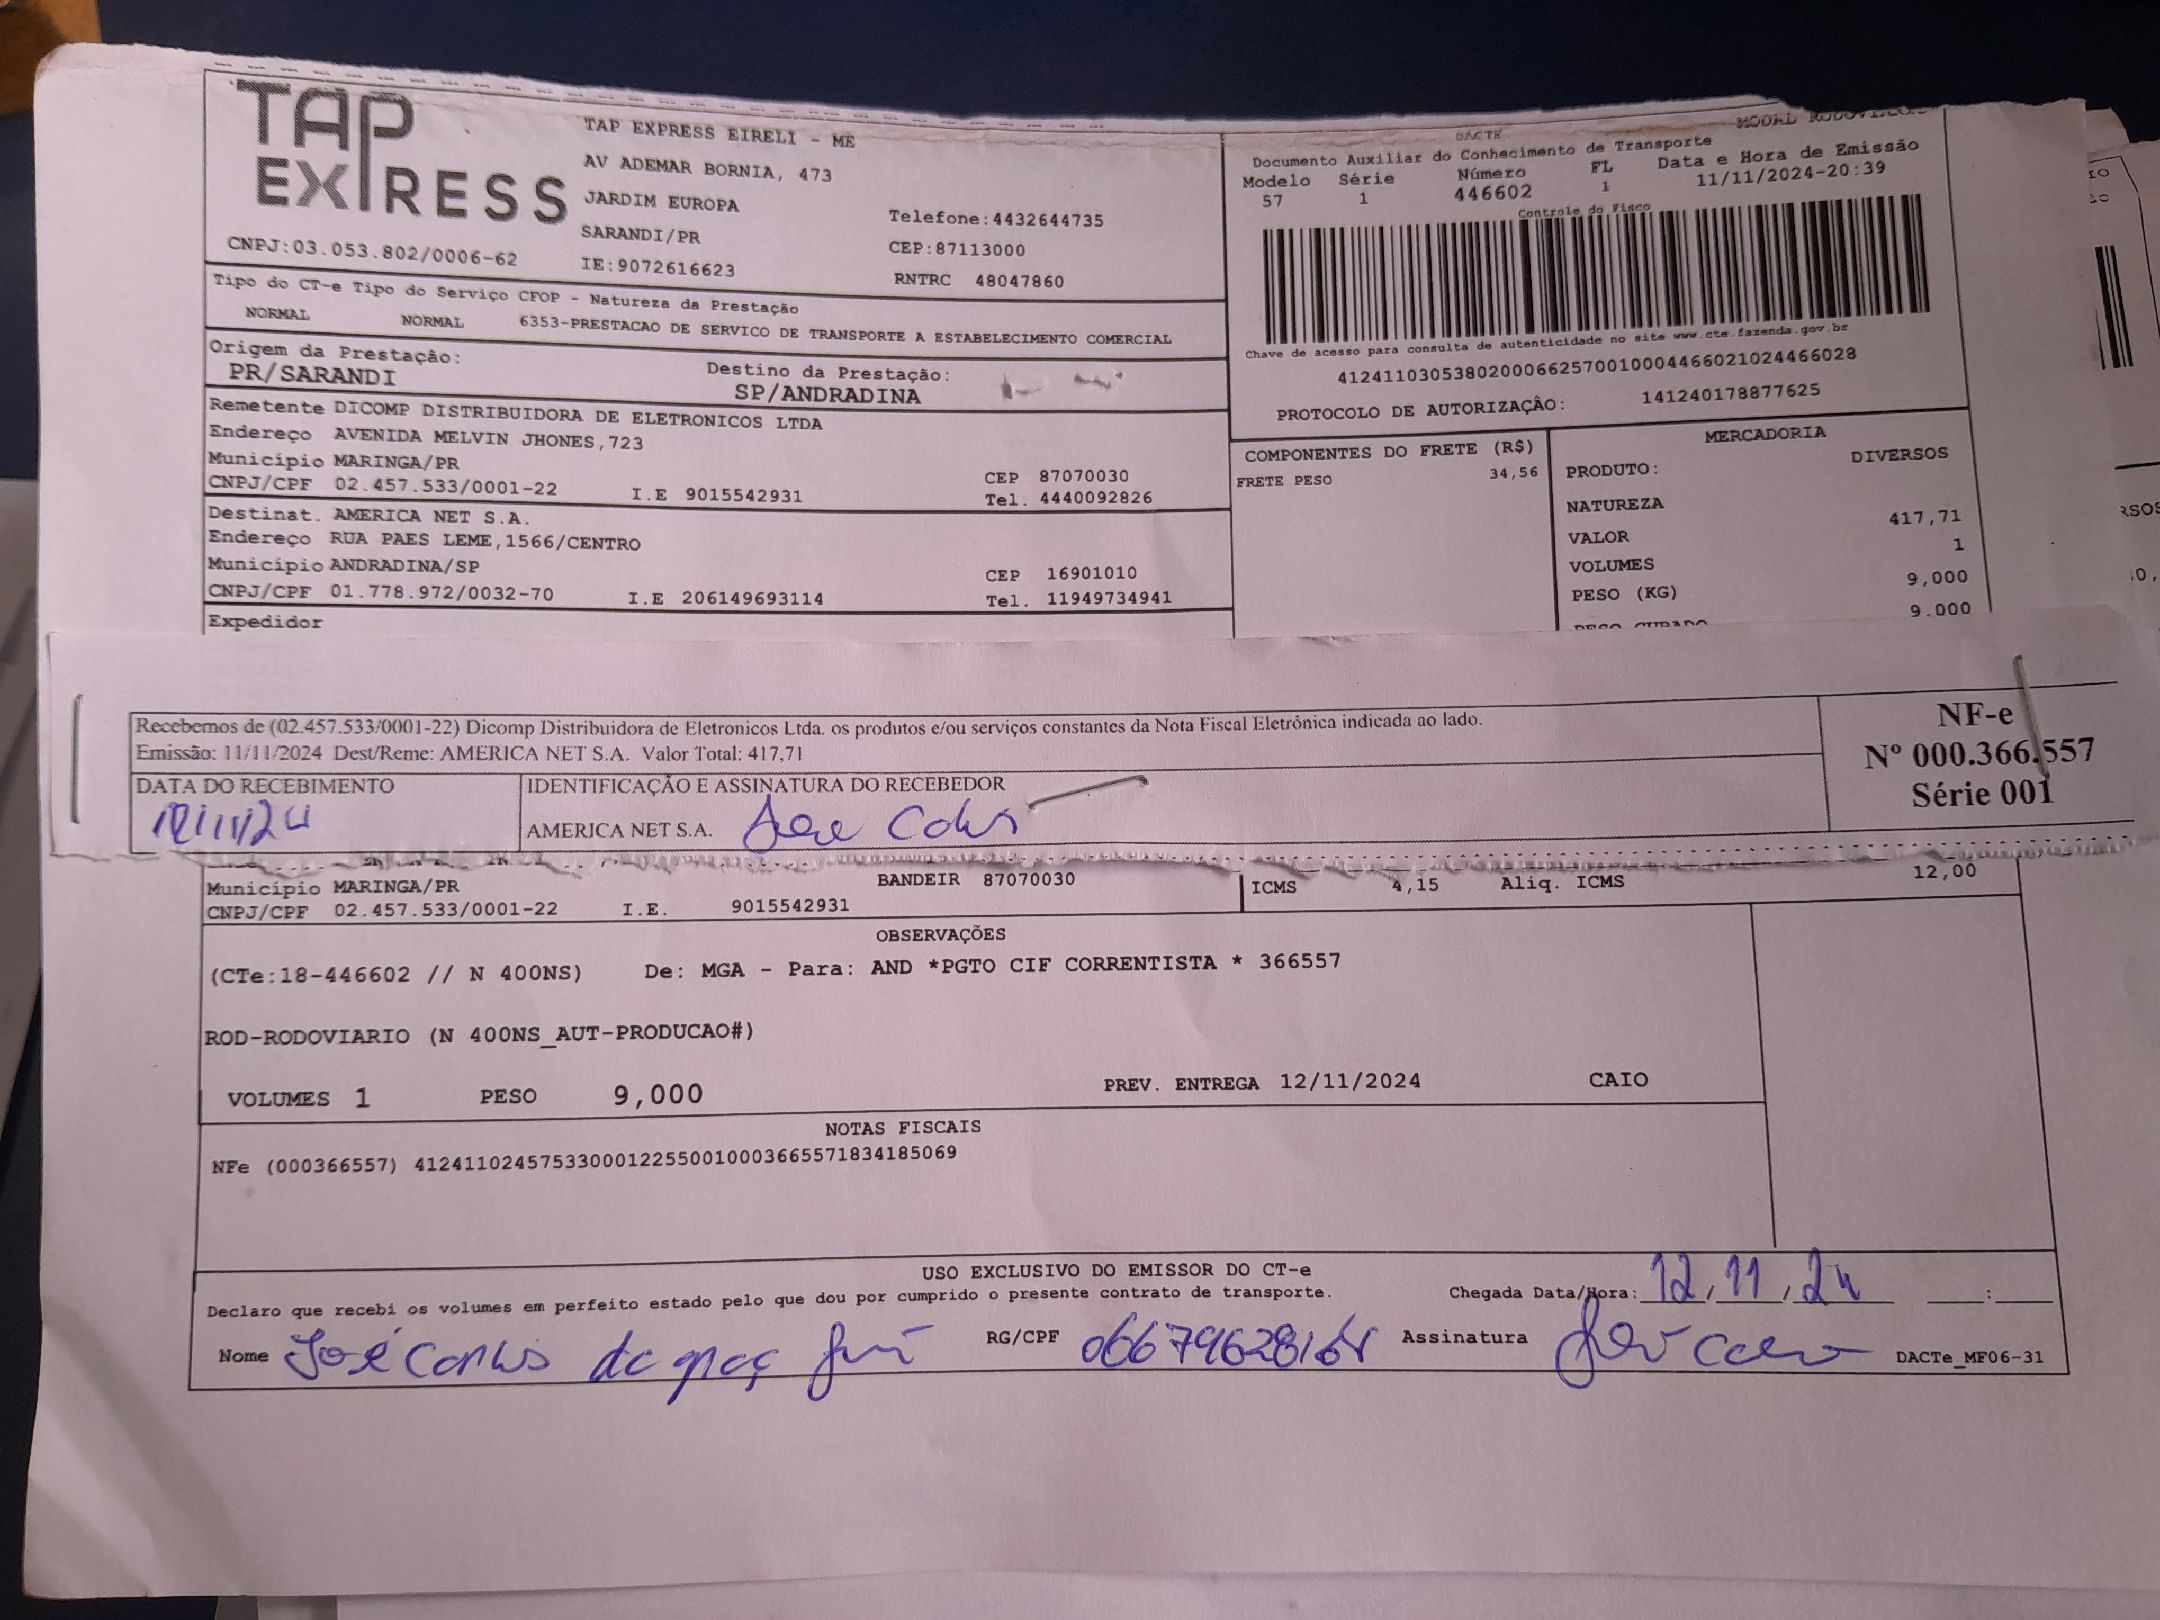 TAP
EXPRESS
TAP EXPRESS EIRELI - ME
AV ADEMAR BORNIA, 473
JARDIM EUROPA
SARANDI/PR
IE:9072616623
Telefone:4432644735
CEP:87113000
RNTRC 48047860
CNPJ:03.053.802/0006-62
DACTE
MODAL RODOVIARIO
Documento Auxiliar do Conhecimento de Transporte
Modelo Série Número FL Data e Hora de Emissão
57 1 446602 1 11/11/2024-20:39
Controle do Fisco
Chave de acesso para consulta de autenticidade no site www.cte.fazenda.gov.br
41241103053802000662570010004466021024466028
PROTOCOLO DE AUTORIZAÇÃO: 141240178877625
Tipo do CT-e Tipo do Serviço CFOP - Natureza da Prestação
NORMAL NORMAL 6353-PRESTACAO DE SERVICO DE TRANSPORTE A ESTABELECIMENTO COMERCIAL
Origem da Prestação: Destino da Prestação:
PR/SARANDI SP/ANDRADINA
Remetente DICOMP DISTRIBUIDORA DE ELETRONICOS LTDA
Endereço AVENIDA MELVIN JHONES,723
Município MARINGA/PR CEP 87070030
CNPJ/CPF 02.457.533/0001-22 I.E 9015542931 Tel. 4440092826
Destinat. AMERICA NET S.A.
Endereço RUA PAES LEME,1566/CENTRO
Município ANDRADINA/SP CEP 16901010
CNPJ/CPF 01.778.972/0032-70 I.E 206149693114 Tel. 11949734941
Expedidor
COMPONENTES DO FRETE (R$)
FRETE PESO 34,56
MERCADORIA
PRODUTO: DIVERSOS
NATUREZA
VALOR 417,71
VOLUMES 1
PESO (KG) 9,000
PESO CUBADO 9.000
Recebemos de (02.457.533/0001-22) Dicomp Distribuidora de Eletronicos Ltda. os produtos e/ou serviços constantes da Nota Fiscal Eletrônica indicada ao lado.
Emissão: 11/11/2024 Dest/Reme: AMERICA NET S.A. Valor Total: 417,71
DATA DO RECEBIMENTO IDENTIFICAÇÃO E ASSINATURA DO RECEBEDOR
12/11/24 AMERICA NET S.A.
NF-e
Nº 000.366.557
Série 001
Município MARINGA/PR BANDEIR 87070030
CNPJ/CPF 02.457.533/0001-22 I.E. 9015542931
ICMS 4,15 Aliq. ICMS 12,00
OBSERVAÇÕES
(CTe:18-446602 // N 400NS) De: MGA - Para: AND *PGTO CIF CORRENTISTA * 366557
ROD-RODOVIARIO (N 400NS_AUT-PRODUCAO#)
VOLUMES 1 PESO 9,000 PREV. ENTREGA 12/11/2024 CAIO
NOTAS FISCAIS
NFe (000366557) 41241102457533000122550010003665571834185069
USO EXCLUSIVO DO EMISSOR DO CT-e
Declaro que recebi os volumes em perfeito estado pelo que dou por cumprido o presente contrato de transporte. Chegada Data/Hora: 12/11/24 :
Nome José Carlos da RG/CPF Assinatura DACTe_MF06-31